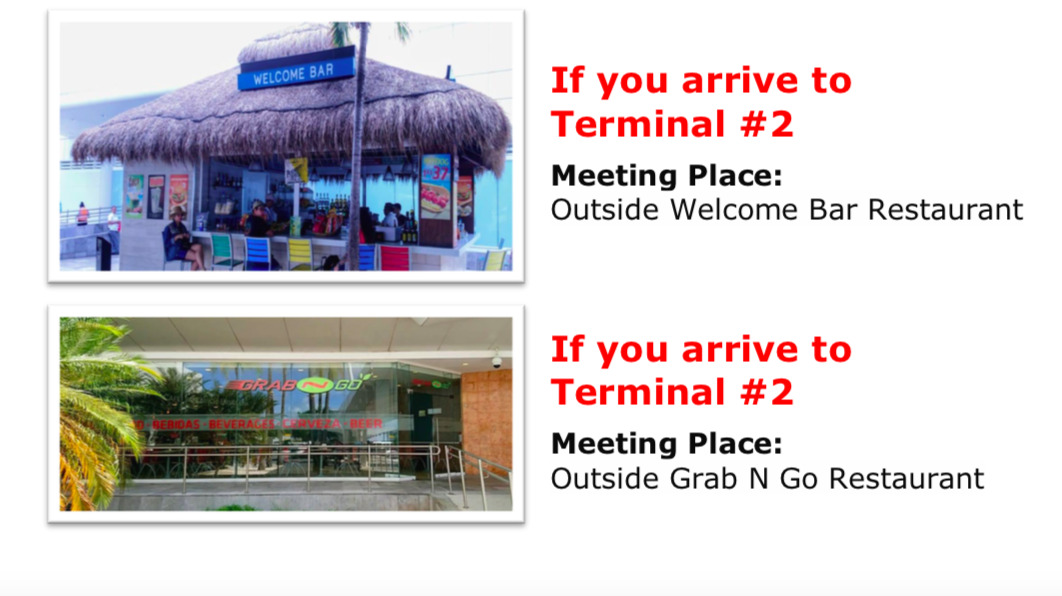 WELCOME BAR
37
If you arrive to
Terminal #2
Meeting Place:
Outside Welcome Bar Restaurant
GRAB N GO
BEBIDAS · BEVERAGES · CERVEZA · BEER
If you arrive to
Terminal #2
Meeting Place:
Outside Grab N Go Restaurant